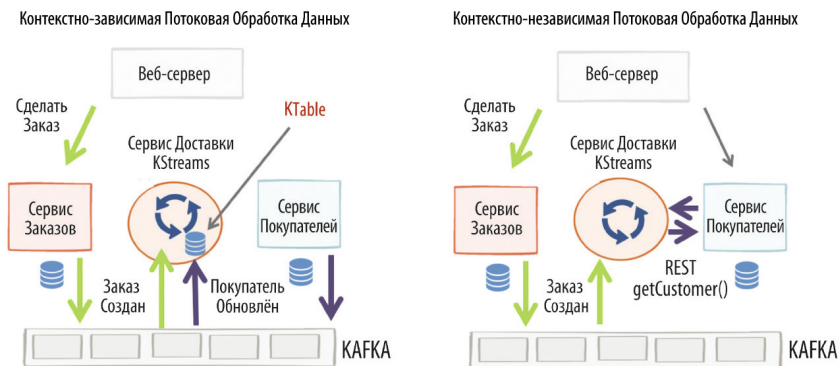 Контекстно-зависимая Потоковая Обработка Данных
Веб-сервер
Сделать
Заказ
KTable
Сервис Доставки
KStreams
Сервис
Заказов
Сервис
Покупателей
Заказ
Создан
Покупатель
Обновлён
KAFKA
Контекстно-независимая Потоковая Обработка Данных
Веб-сервер
Сделать
Заказ
Сервис Доставки
KStreams
Сервис
Заказов
Сервис
Покупателей
REST
getCustomer()
Заказ
Создан
KAFKA